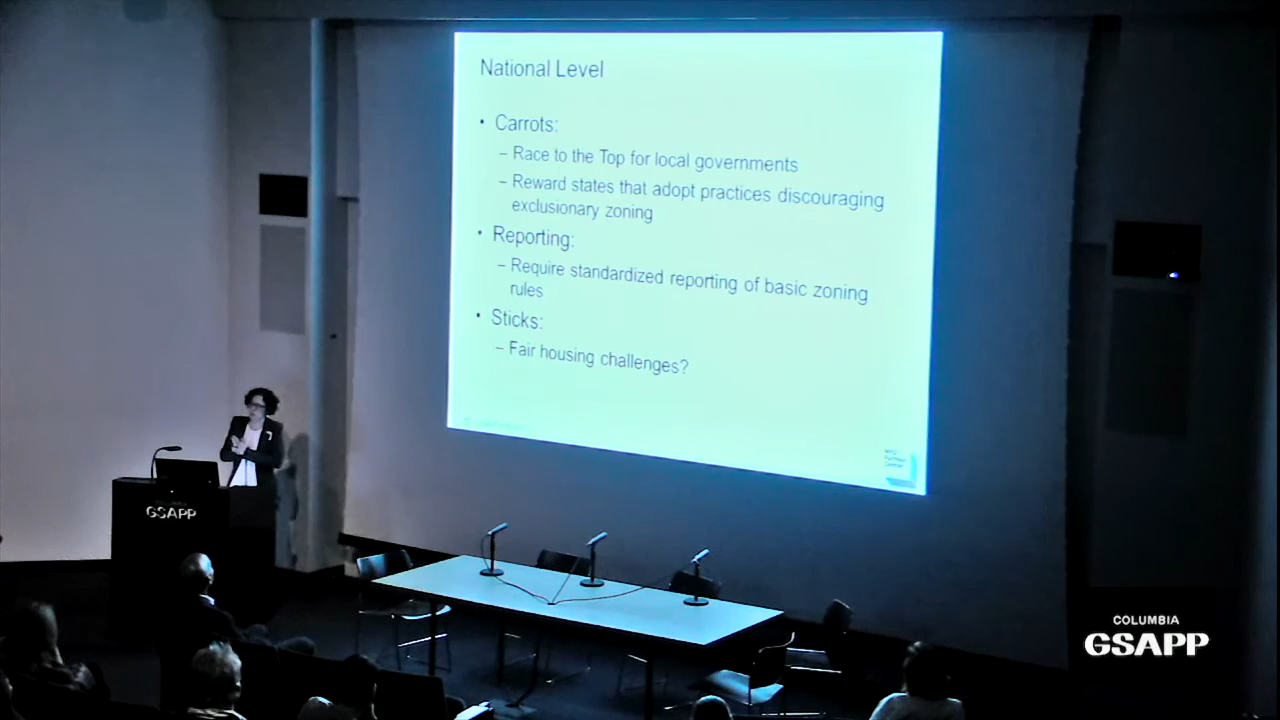 National Level
• Carrots:
– Race to the Top for local governments
– Reward states that adopt practices discouraging
exclusionary zoning
• Reporting:
– Require standardized reporting of basic zoning
rules
• Sticks:
– Fair housing challenges?
GSAPP
COLUMBIA
GSAPP